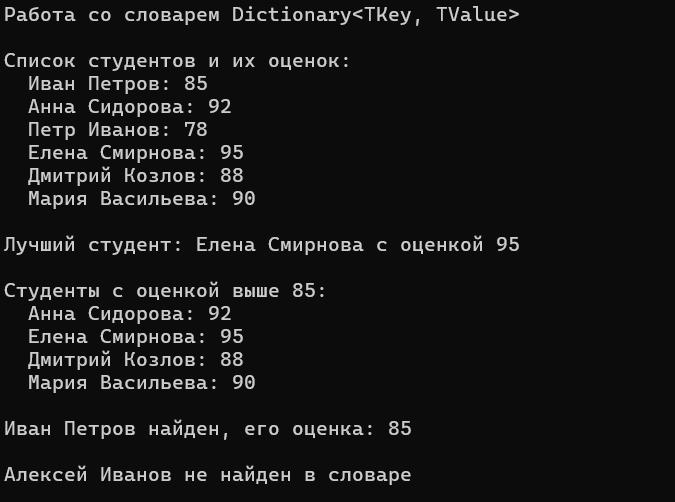 Работа со словарем Dictionary<TKey, TValue>
Список студентов и их оценок:
Иван Петров: 85
Анна Сидорова: 92
Петр Иванов: 78
Елена Смирнова: 95
Дмитрий Козлов: 88
Мария Васильева: 90
Лучший студент: Елена Смирнова с оценкой 95
Студенты с оценкой выше 85:
Анна Сидорова: 92
Елена Смирнова: 95
Дмитрий Козлов: 88
Мария Васильева: 90
Иван Петров найден, его оценка: 85
Алексей Иванов не найден в словаре